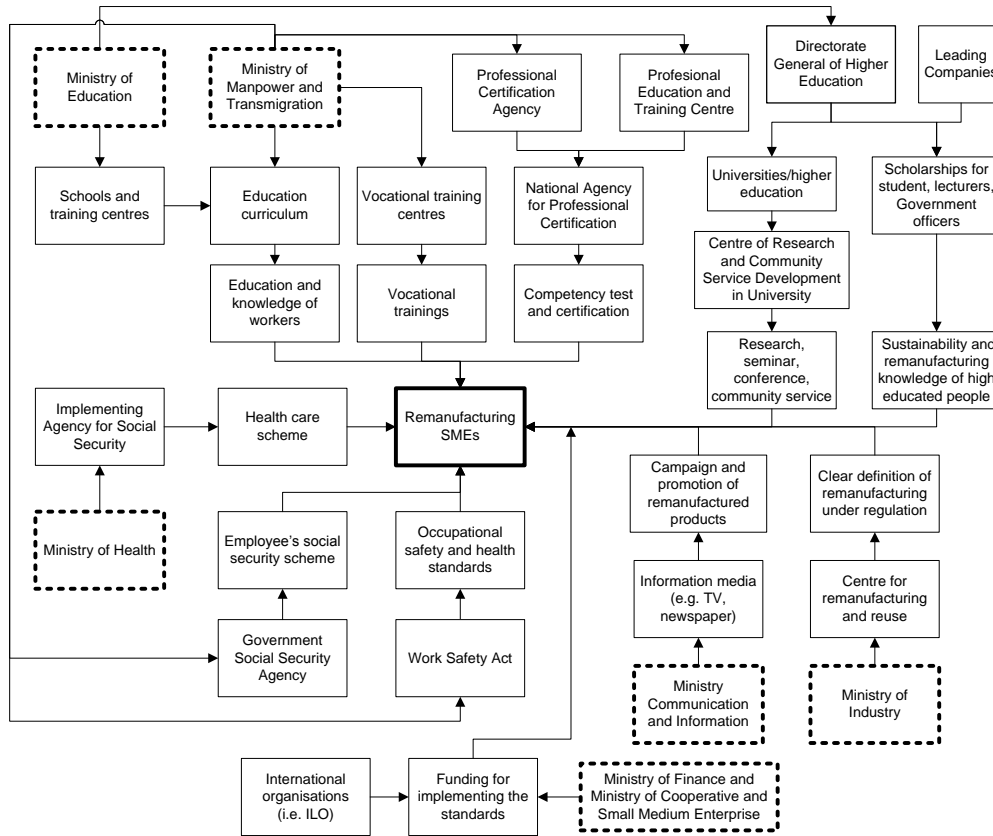 Ministry of
Education
Ministry of
Manpower and
Transmigration
Professional
Certification
Agency
Profesional
Education and
Training Centre
Directorate
General of Higher
Education
Leading
Companies
Schools and
training centres
Education
curriculum
Vocational training
centres
National Agency
for Professional
Certification
Universities/higher
education
Scholarships for
student, lecturers,
Government
officers
Education and
knowledge of
workers
Vocational
trainings
Competency test
and certification
Centre of Research
and Community
Service Development
in University
Research,
seminar,
conference,
community service
Sustainability and
remanufacturing
knowledge of high
educated people
Implementing
Agency for Social
Security
Health care
scheme
Remanufacturing
SMEs
Ministry of Health
Employee's social
security scheme
Occupational
safety and health
standards
Campaign and
promotion of
remanufactured
products
Clear definition of
remanufacturing
under regulation
Government
Social Security
Agency
Work Safety Act
Information media
(e.g. TV,
newspaper)
Centre for
remanufacturing
and reuse
Ministry
Communication
and Information
Ministry of
Industry
International
organisations
(i.e. ILO)
Funding for
implementing the
standards
Ministry of Finance and
Ministry of Cooperative and
Small Medium Enterprise